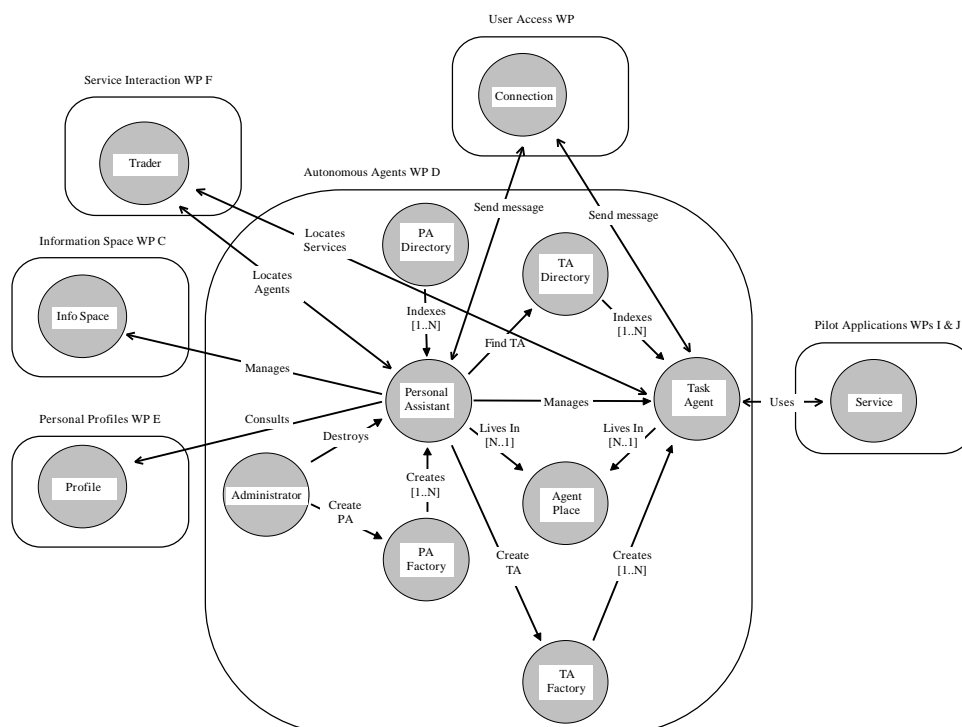 User Access WP
Connection
Service Interaction WP F
Trader
Autonomous Agents WP D
Send message
Send message
Locates
Services
PA
Directory
TA
Directory
Information Space WP C
Locates
Agents
Info Space
Indexes
[1..N]
Indexes
[1..N]
Find TA
Pilot Applications WPs I & J
Manages
Personal
Assistant
Manages
Task
Agent
Uses
Service
Personal Profiles WP E
Consults
Destroys
Lives In
[N..1]
Lives In
[N..1]
Profile
Administrator
Creates
[1..N]
Create
PA
Agent
Place
PA
Factory
Create
TA
Creates
[1..N]
TA
Factory